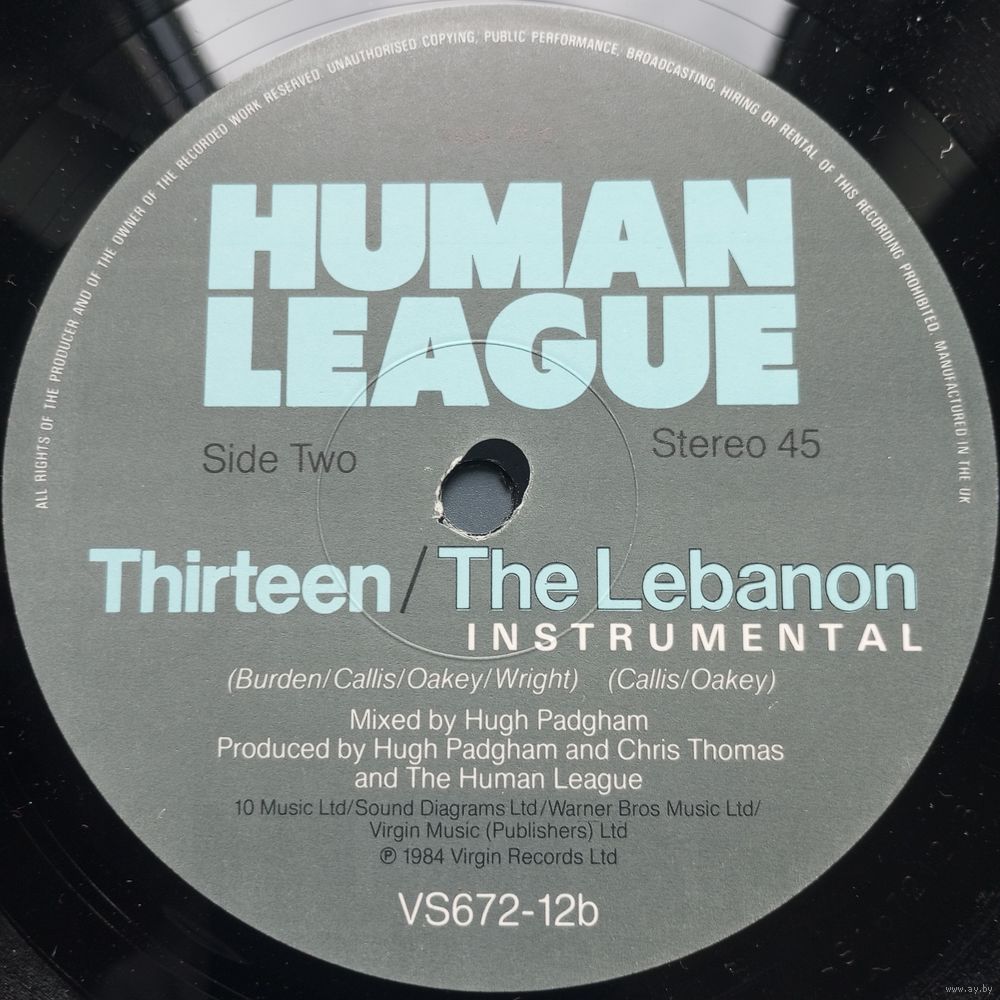 ALL RIGHTS OF THE PRODUCER AND OF THE OWNER OF THE RECORDED WORK RESERVED. UNAUTHORISED COPYING, PUBLIC PERFORMANCE, BROADCASTING, HIRING OR RENTAL OF THIS RECORDING PROHIBITED. MANUFACTURED IN THE UK
HUMAN
LEAGUE
Side Two
Stereo 45
Thirteen / The Lebanon
INSTRUMENTAL
(Burden/Callis/Oakey/Wright) (Callis/Oakey)
Mixed by Hugh Padgham
Produced by Hugh Padgham and Chris Thomas
and The Human League
10 Music Ltd/Sound Diagrams Ltd/Warner Bros Music Ltd/
Virgin Music (Publishers) Ltd
℗ 1984 Virgin Records Ltd
VS672-12b
www.ay.by